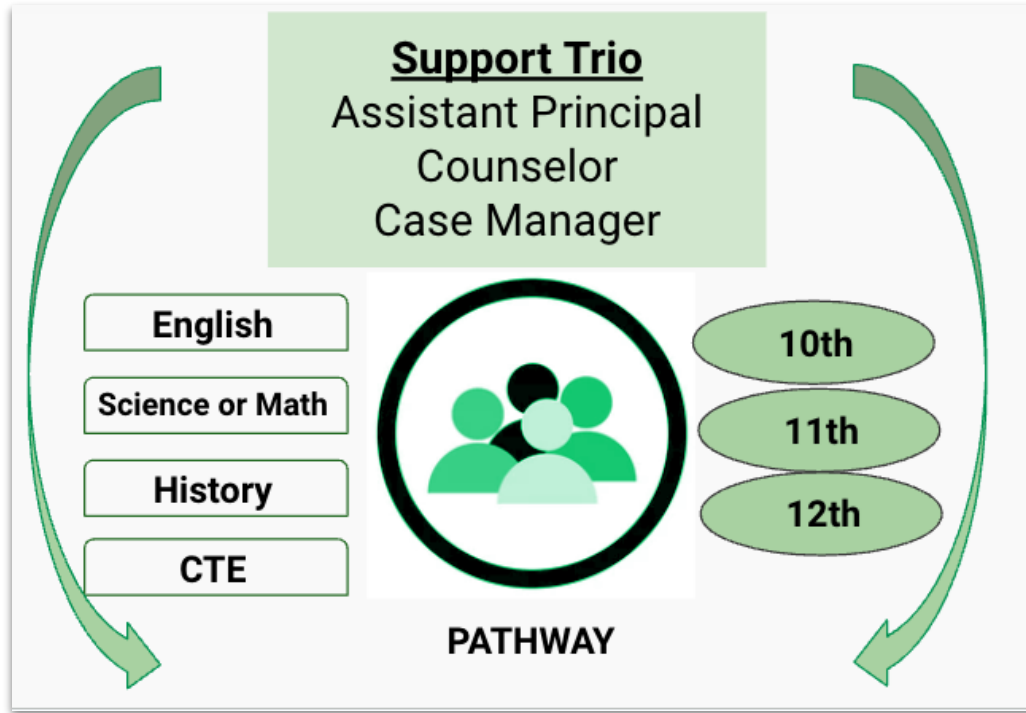 Support Trio
Assistant Principal
Counselor
Case Manager
English
Science or Math
History
CTE
10th
11th
12th
PATHWAY